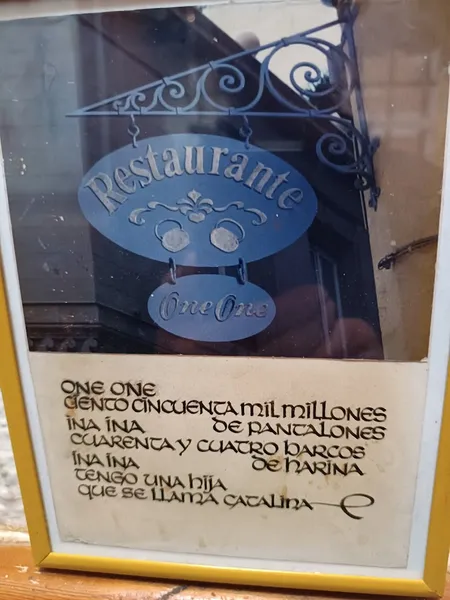 Restaurante
One One
ONE ONE
CIENTO CINCUENTA MIL MILLONES
INA INA DE PANTALONES
CUARENTA Y CUATRO BARCOS
INA INA DE HARINA
TENGO UNA HIJA
QUE SE LLAMA CATALINA